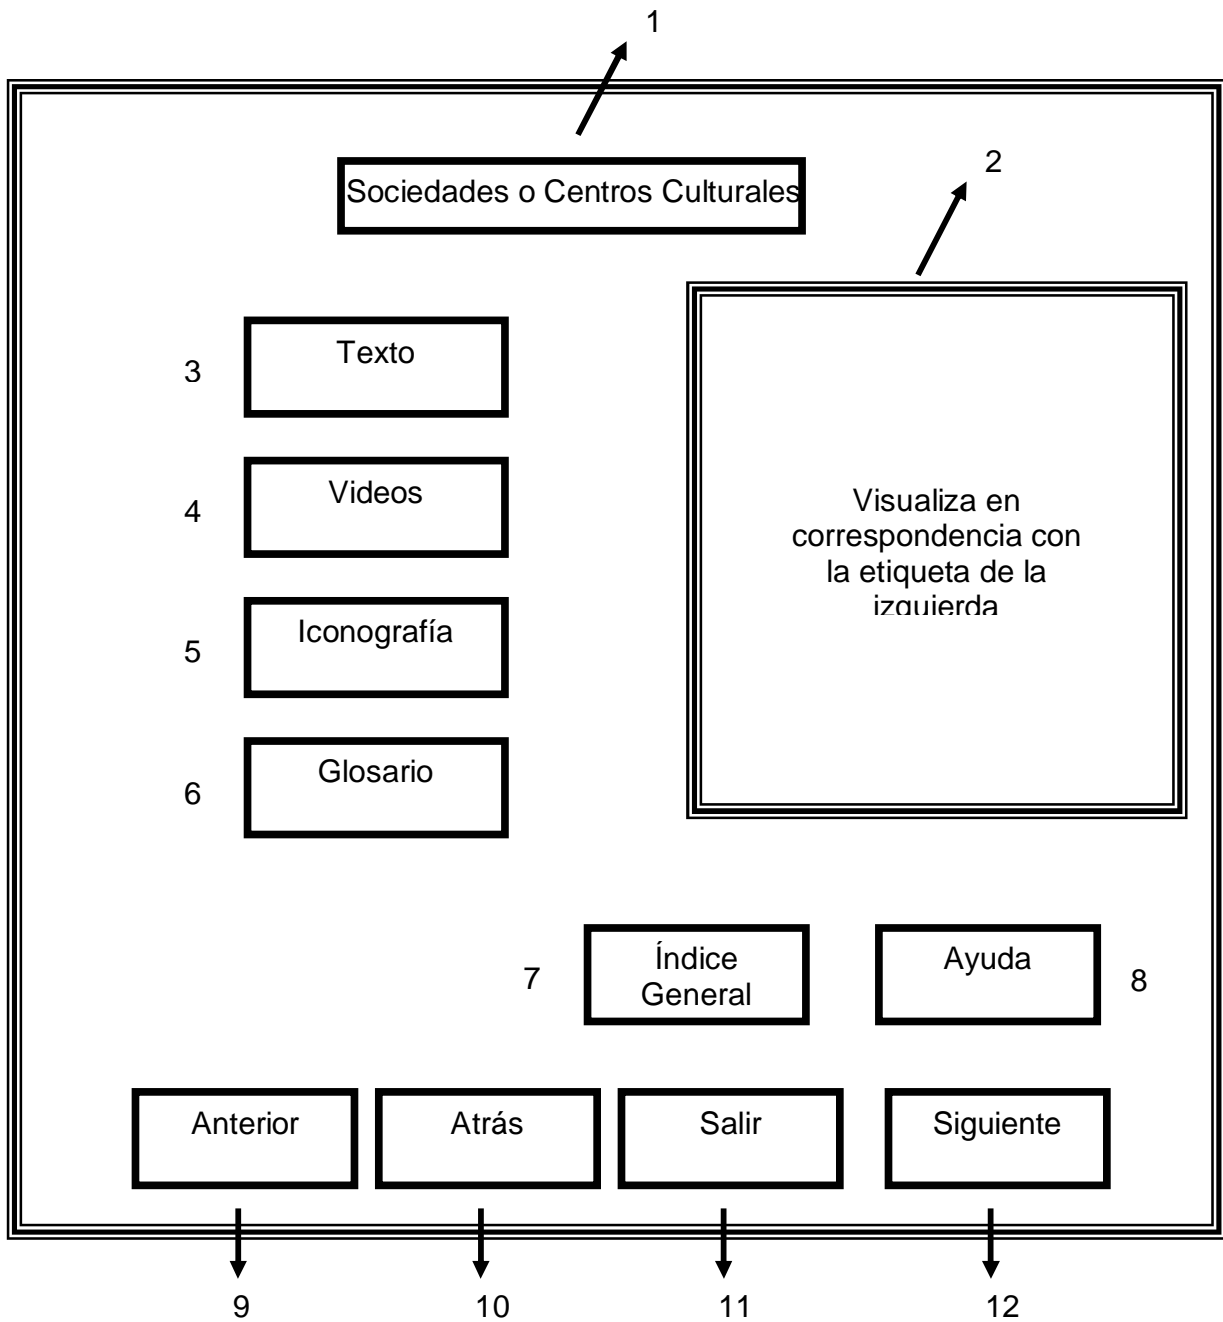 1
Sociedades o Centros Culturales
2
3
Texto
4
Videos
Visualiza en
correspondencia con
la etiqueta de la
izquierda
5
Iconografía
6
Glosario
7
Índice
General
Ayuda
8
Anterior
Atrás
Salir
Siguiente
9
10
11
12